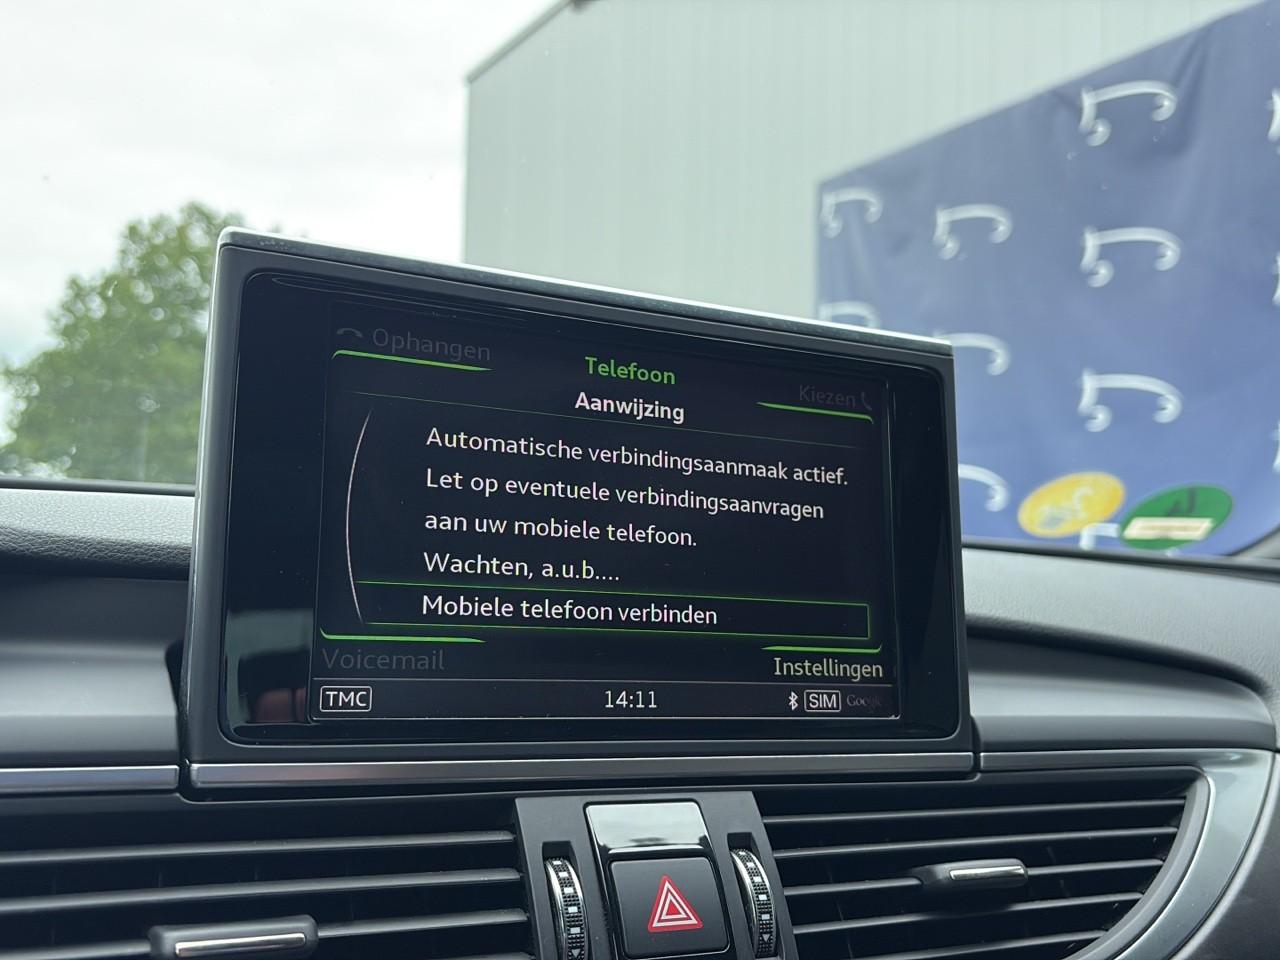 Ophangen
Telefoon
Kiezen
Aanwijzing
Automatische verbindingsaanmaak actief.
Let op eventuele verbindingsaanvragen
aan uw mobiele telefoon.
Wachten, a.u.b....
Mobiele telefoon verbinden
Voicemail
Instellingen
TMC
14:11
SIM
Google